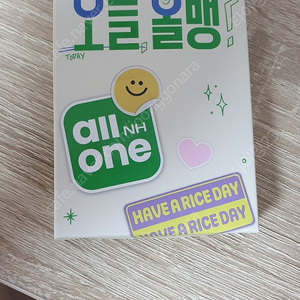 오늘, 올맹!
TODAY
all
NH
one
HAVE A RICE DAY
HAVE A RICE DAY